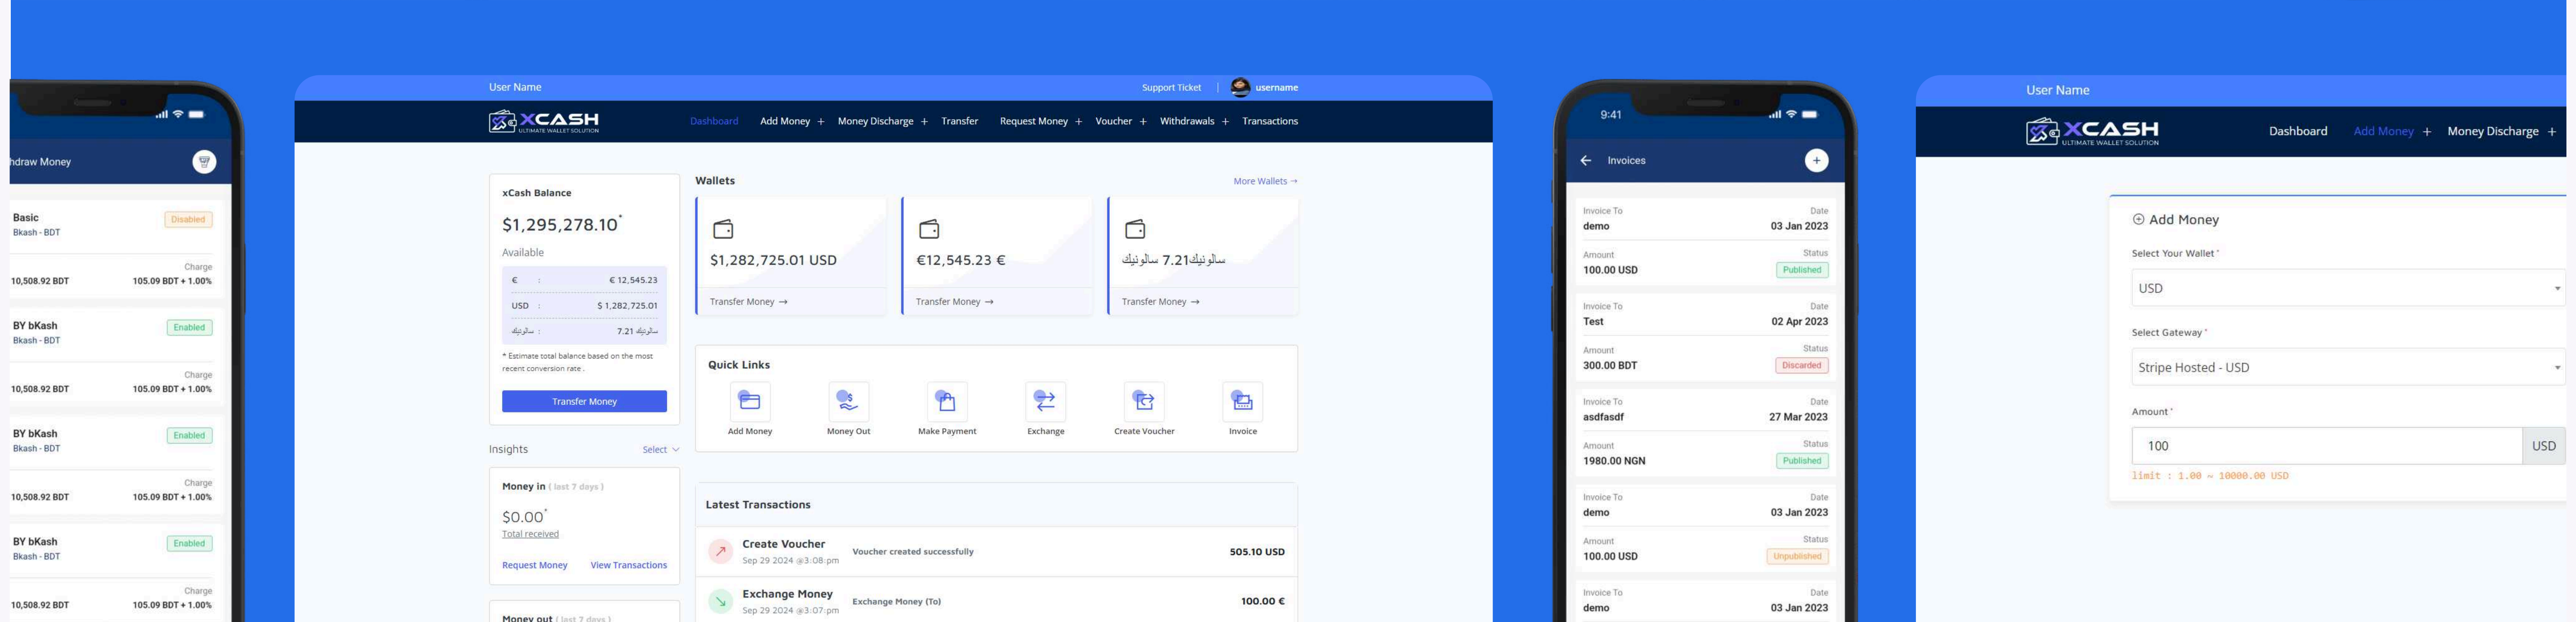 hdraw Money
Basic
Disabled
Bkash - BDT
Charge
10,508.92 BDT
105.09 BDT + 1.00%
BY bKash
Enabled
Bkash - BDT
Charge
10,508.92 BDT
105.09 BDT + 1.00%
BY bKash
Enabled
Bkash - BDT
Charge
10,508.92 BDT
105.09 BDT + 1.00%
BY bKash
Enabled
Bkash - BDT
Charge
10,508.92 BDT
105.09 BDT + 1.00%
User Name
Support Ticket | username
XCASH
ULTIMATE WALLET SOLUTION
Dashboard Add Money + Money Discharge + Transfer Request Money + Voucher + Withdrawals + Transactions
xCash Balance
$1,295,278.10*
Available
€ : € 12,545.23
USD : $ 1,282,725.01
سالونيك : 7.21 سالونيك
* Estimate total balance based on the most
recent conversion rate .
Transfer Money
Insights
Select
Money in ( last 7 days )
$0.00*
Total received
Request Money View Transactions
Money out ( last 7 days )
Wallets
More Wallets →
$1,282,725.01 USD
Transfer Money →
€12,545.23 €
Transfer Money →
سالونيك7.21 سالونيك
Transfer Money →
Quick Links
Add Money
Money Out
Make Payment
Exchange
Create Voucher
Invoice
Latest Transactions
Create Voucher
Sep 29 2024 @3:08:pm
Voucher created successfully
505.10 USD
Exchange Money
Sep 29 2024 @3:07:pm
Exchange Money (To)
100.00 €
9:41
← Invoices +
Invoice To Date
demo 03 Jan 2023
Amount Status
100.00 USD Published
Invoice To Date
Test 02 Apr 2023
Amount Status
300.00 BDT Discarded
Invoice To Date
asdfasdf 27 Mar 2023
Amount Status
1980.00 NGN Published
Invoice To Date
demo 03 Jan 2023
Amount Status
100.00 USD Unpublished
Invoice To Date
demo 03 Jan 2023
User Name
XCASH
ULTIMATE WALLET SOLUTION
Dashboard Add Money + Money Discharge +
Add Money
Select Your Wallet *
USD
Select Gateway *
Stripe Hosted - USD
Amount *
100 USD
limit : 1.00 ~ 10000.00 USD